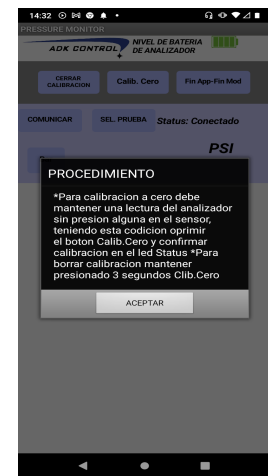 14:32
PRESSURE MONITOR
ADK CONTROL
NIVEL DE BATERIA
DE ANALIZADOR
CERRAR
CALIBRACION
Calib. Cero
Fin App-Fin Mod
COMUNICAR
SEL. PRUEBA
Status: Conectado
PSI
PROCEDIMIENTO
*Para calibracion a cero debe
mantener una lectura del analizador
sin presion alguna en el sensor,
teniendo esta codicion oprimir
el boton Calib.Cero y confirmar
calibracion en el led Status *Para
borrar calibracion mantener
presionado 3 segundos Clib.Cero
ACEPTAR